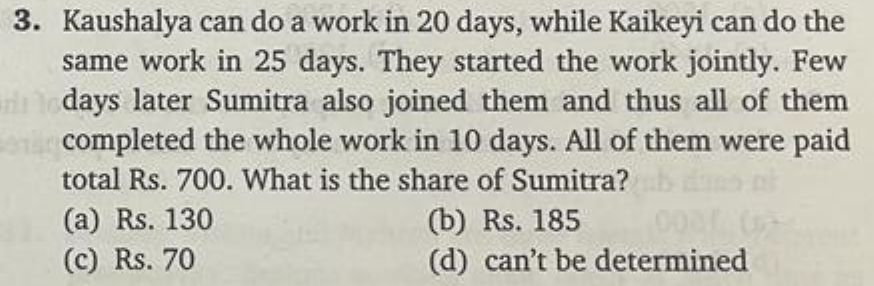 3. Kaushalya can do a work in 20 days, while Kaikeyi can do the
same work in 25 days. They started the work jointly. Few
days later Sumitra also joined them and thus all of them
completed the whole work in 10 days. All of them were paid
total Rs. 700. What is the share of Sumitra?
(a) Rs. 130 (b) Rs. 185
(c) Rs. 70 (d) can't be determined